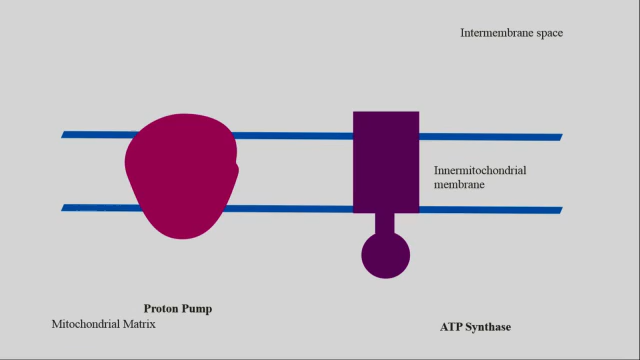 Intermembrane space
Innermitochondrial
membrane
Proton Pump
Mitochondrial Matrix
ATP Synthase